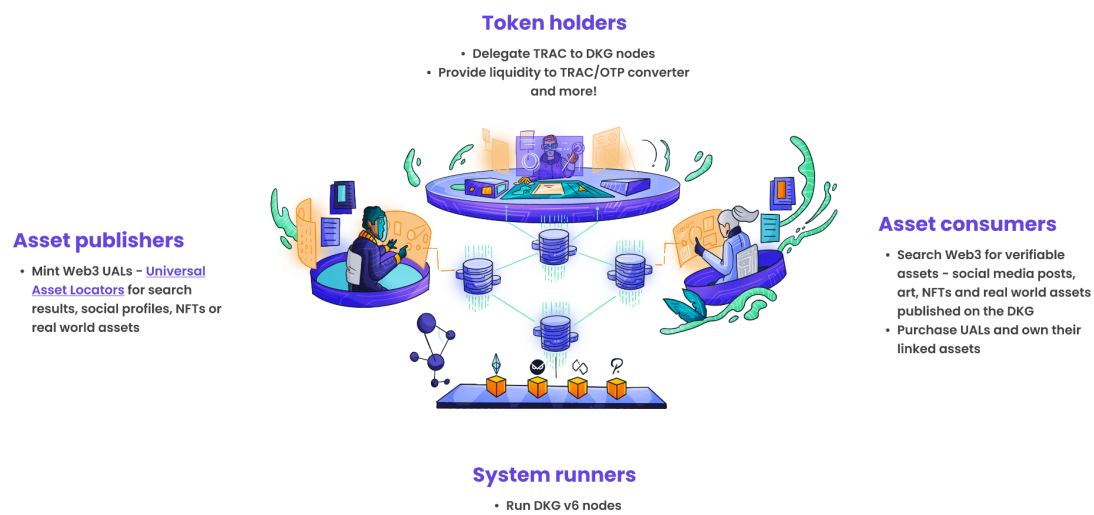 Token holders
• Delegate TRAC to DKG nodes
• Provide liquidity to TRAC/OTP converter
and more!
Asset publishers
• Mint Web3 UALs - Universal
Asset Locators for search
results, social profiles, NFTs or
real world assets
Asset consumers
• Search Web3 for verifiable
assets - social media posts,
art, NFTs and real world assets
published on the DKG
• Purchase UALs and own their
linked assets
System runners
• Run DKG v6 nodes